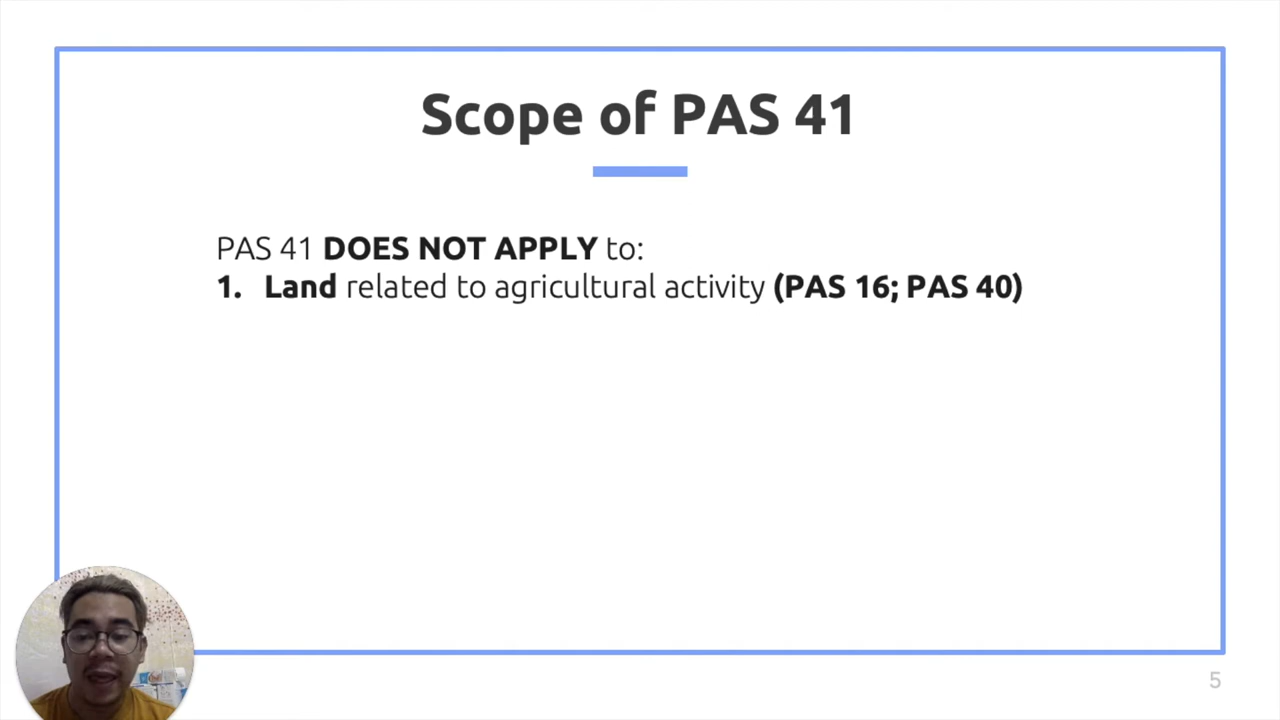 Scope of PAS 41
PAS 41 DOES NOT APPLY to:
1. Land related to agricultural activity (PAS 16; PAS 40)
5